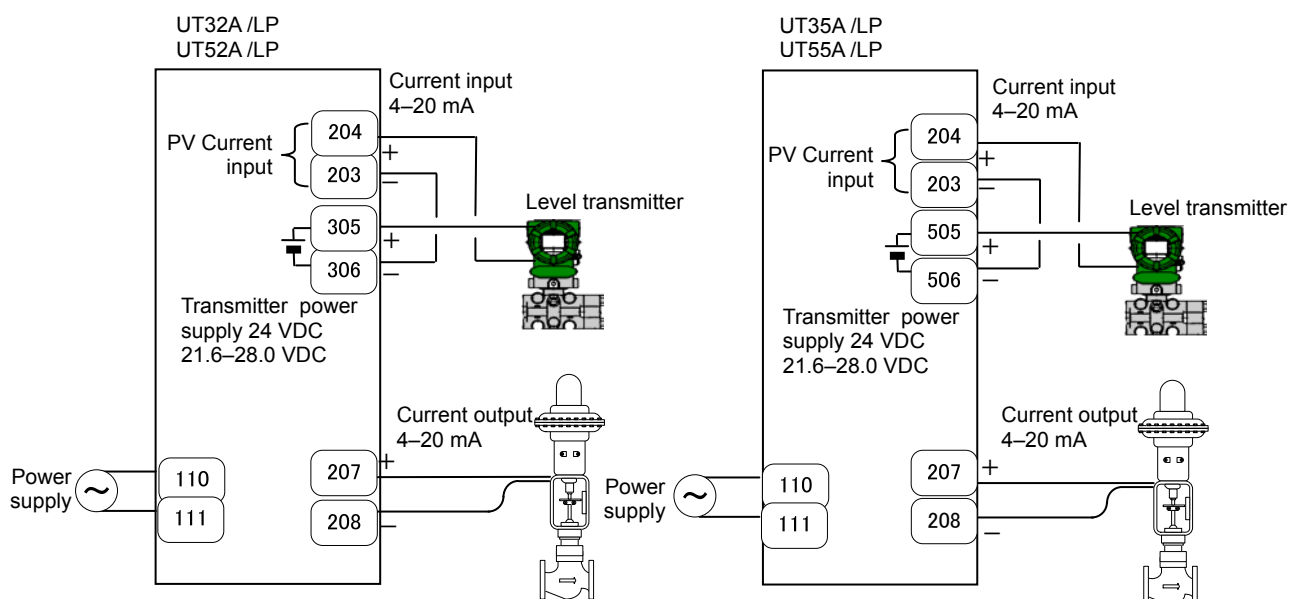 UT32A /LP
UT52A /LP
Current input
4–20 mA
204
PV Current
input
+
203
–
Level transmitter
305
+
306
–
Transmitter power
supply 24 VDC
21.6–28.0 VDC
Current output
4–20 mA
Power
supply
~
110
111
207
+
208
–
UT35A /LP
UT55A /LP
Current input
4–20 mA
204
PV Current
input
+
203
–
Level transmitter
505
+
506
–
Transmitter power
supply 24 VDC
21.6–28.0 VDC
Current output
4–20 mA
Power
supply
~
110
111
207
+
208
–